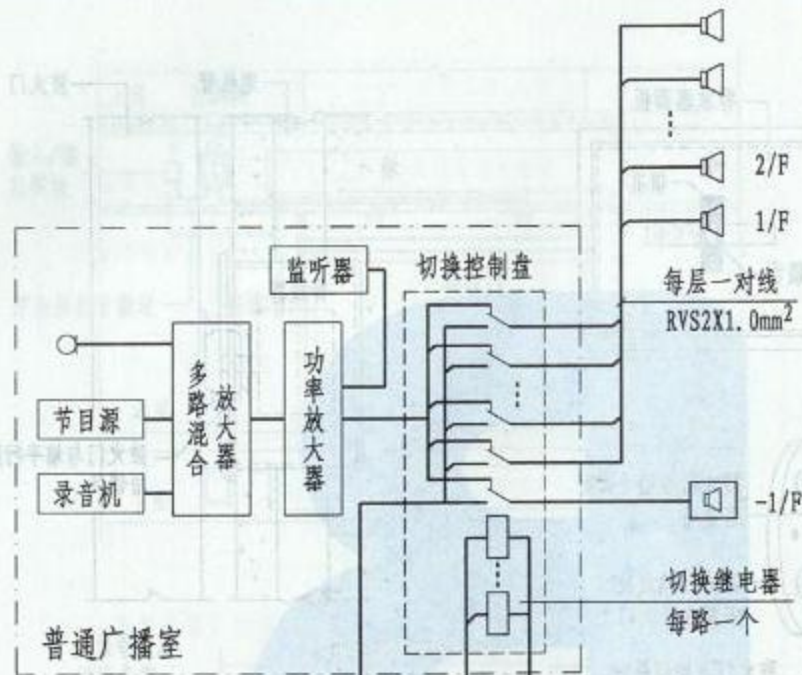 2/F
1/F
监听器
切换控制盘
每层一对线
RVS2X1.0mm²
多路混合
放大器
功率放大器
节目源
录音机
-1/F
切换继电器
每路一个
普通广播室